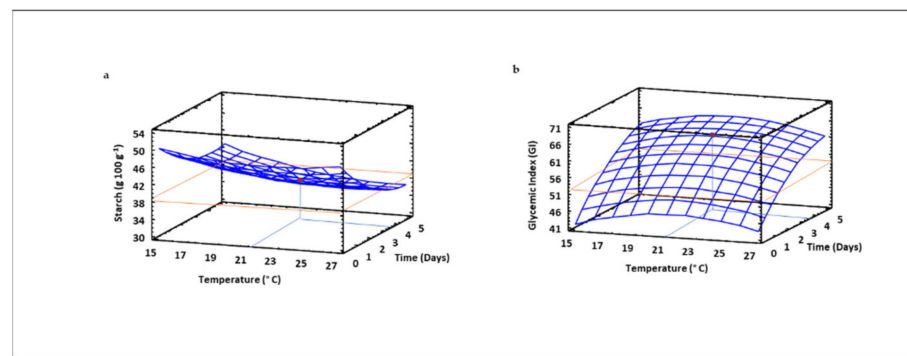 a
54
50
46
42
38
34
30
Starch (g 100 g-1)
15 17 19 21 23 25 27
Temperature (° C)
0 1 2 3 4 5
Time (Days)
b
71
66
61
56
51
46
41
Glycemic Index (GI)
15 17 19 21 22 25 27
Temperature (° C)
0 1 2 3 4 5
Time (Days)